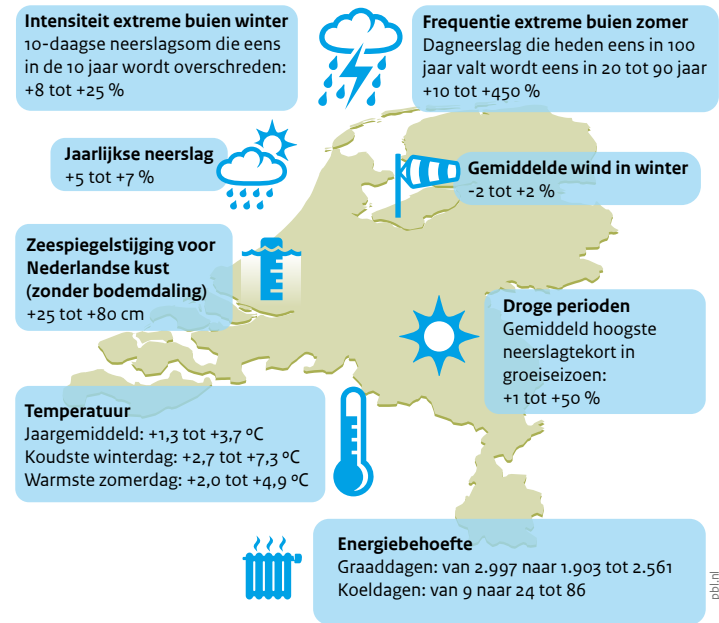 Intensiteit extreme buien winter
10-daagse neerslagsom die eens
in de 10 jaar wordt overschreden:
+8 tot +25 %
Frequentie extreme buien zomer
Dagneerslag die heden eens in 100
jaar valt wordt eens in 20 tot 90 jaar
+10 tot +450 %
Jaarlijkse neerslag
+5 tot +7 %
Gemiddelde wind in winter
-2 tot +2 %
Zeespiegelstijging voor
Nederlandse kust
(zonder bodemdaling)
+25 tot +80 cm
Droge perioden
Gemiddeld hoogste
neerslagtekort in
groeiseizoen:
+1 tot +50 %
Temperatuur
Jaargemiddeld: +1,3 tot +3,7 ºC
Koudste winterdag: +2,7 tot +7,3 ºC
Warmste zomerdag: +2,0 tot +4,9 ºC
Energiebehoefte
Graaddagen: van 2.997 naar 1.903 tot 2.561
Koeldagen: van 9 naar 24 tot 86
pbl.nl